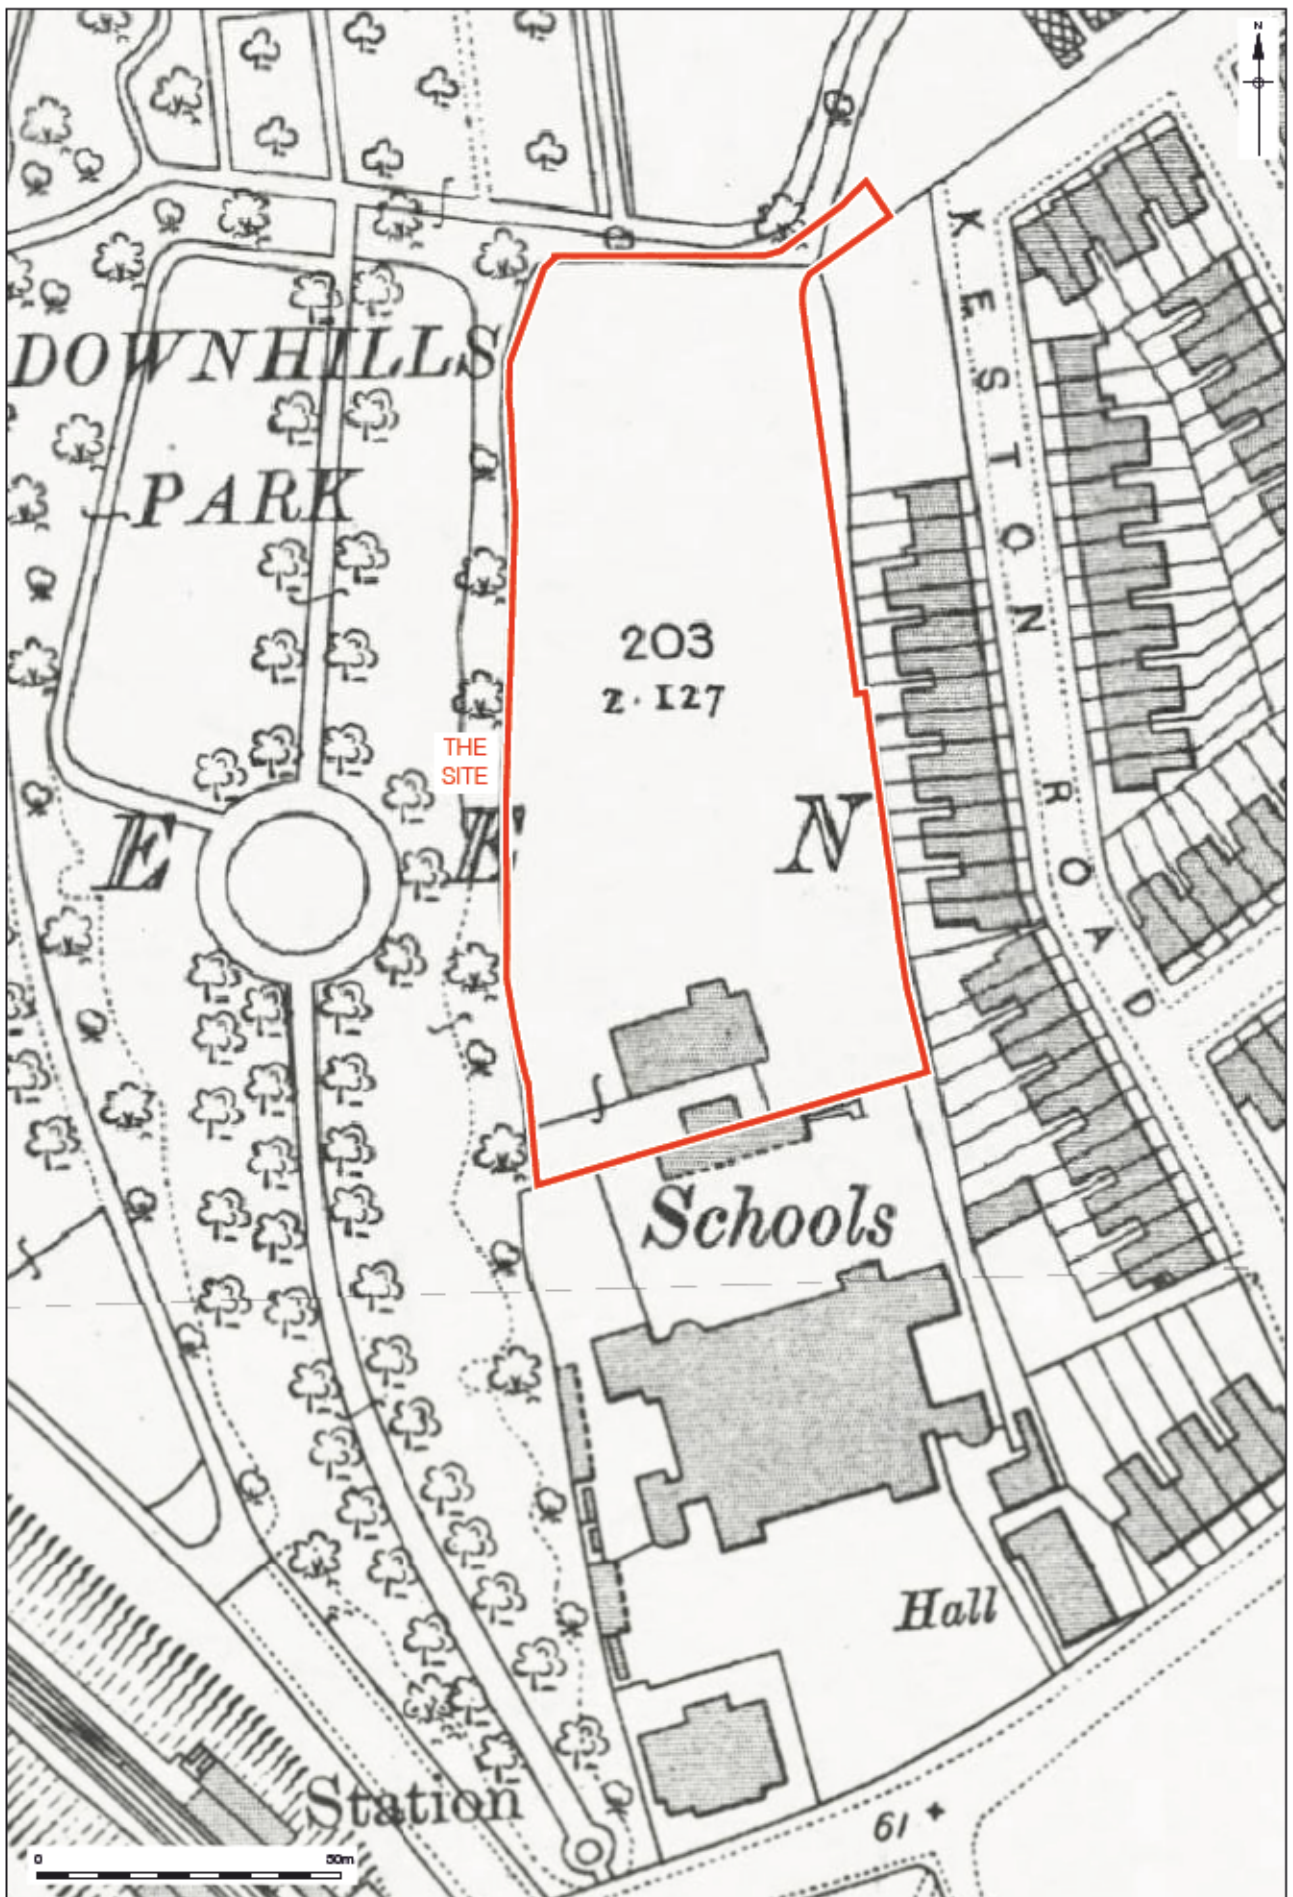 N
KESTON ROAD
DOWNHILLS
PARK
203
2·127
THE
SITE
E E N
Schools
Hall
Station
61
0 50m